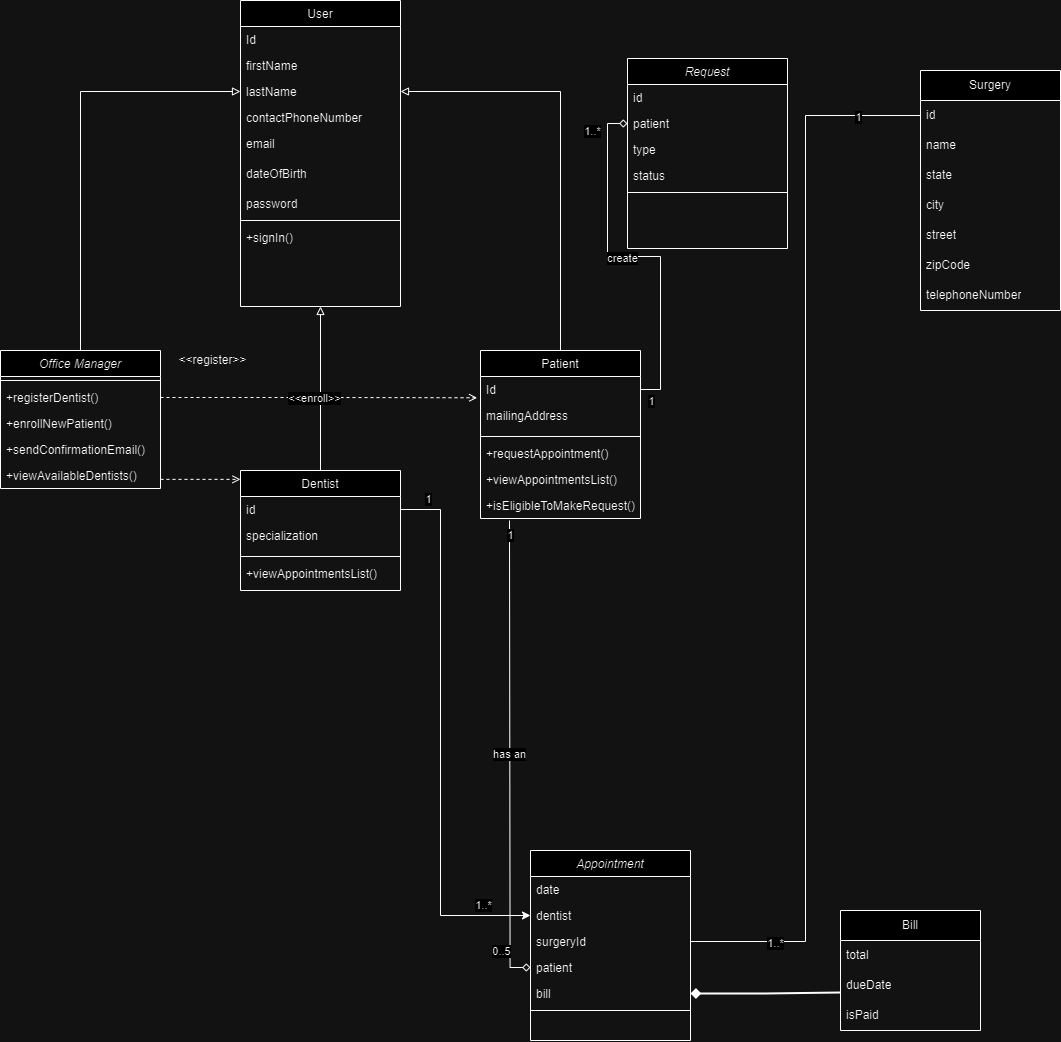 User
Id
firstName
lastName
contactPhoneNumber
email
dateOfBirth
password
+signIn()
Request
id
patient
type
status
1..*
create
1
Surgery
id
name
state
city
street
zipCode
telephoneNumber
1
Office Manager
+registerDentist()
+enrollNewPatient()
+sendConfirmationEmail()
+viewAvailableDentists()
<<register>>
<<enroll>>
Patient
Id
mailingAddress
+requestAppointment()
+viewAppointmentsList()
+isEligibleToMakeRequest()
1
Dentist
id
specialization
+viewAppointmentsList()
1
has an
1..*
0..5
Appointment
date
dentist
surgeryId
patient
bill
1..*
Bill
total
dueDate
isPaid